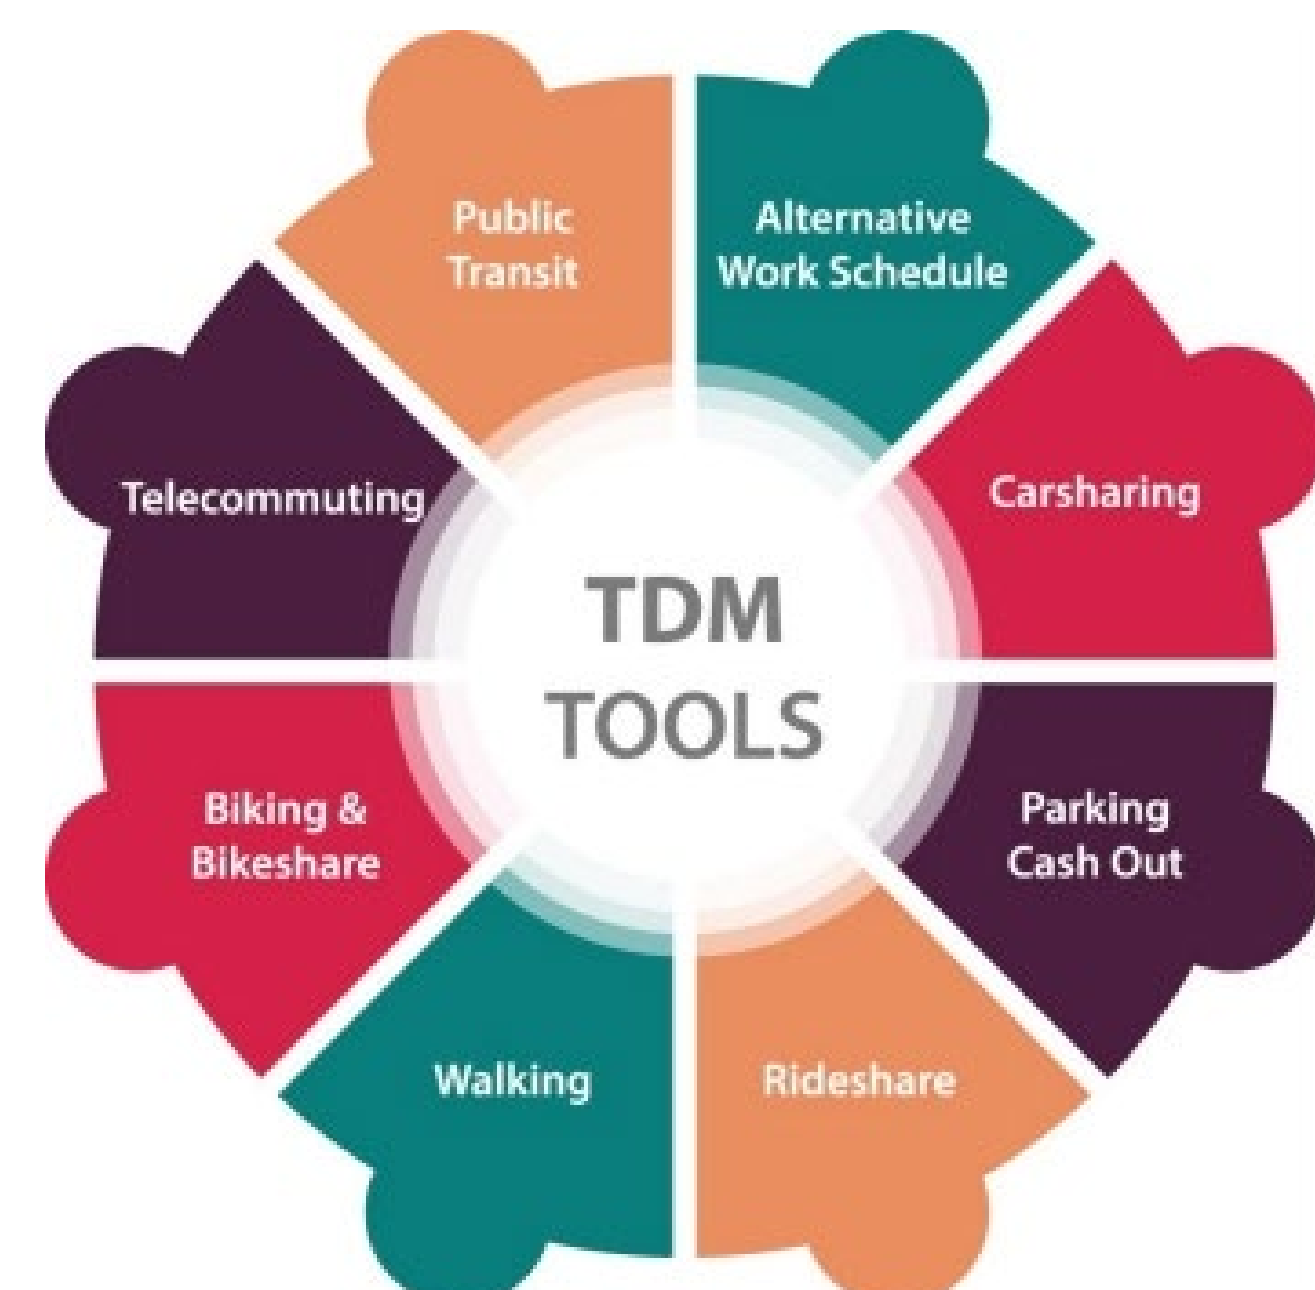 Public
Transit
Alternative
Work Schedule
Telecommuting
Carsharing
TDM
TOOLS
Biking &
Bikeshare
Parking
Cash Out
Walking
Rideshare